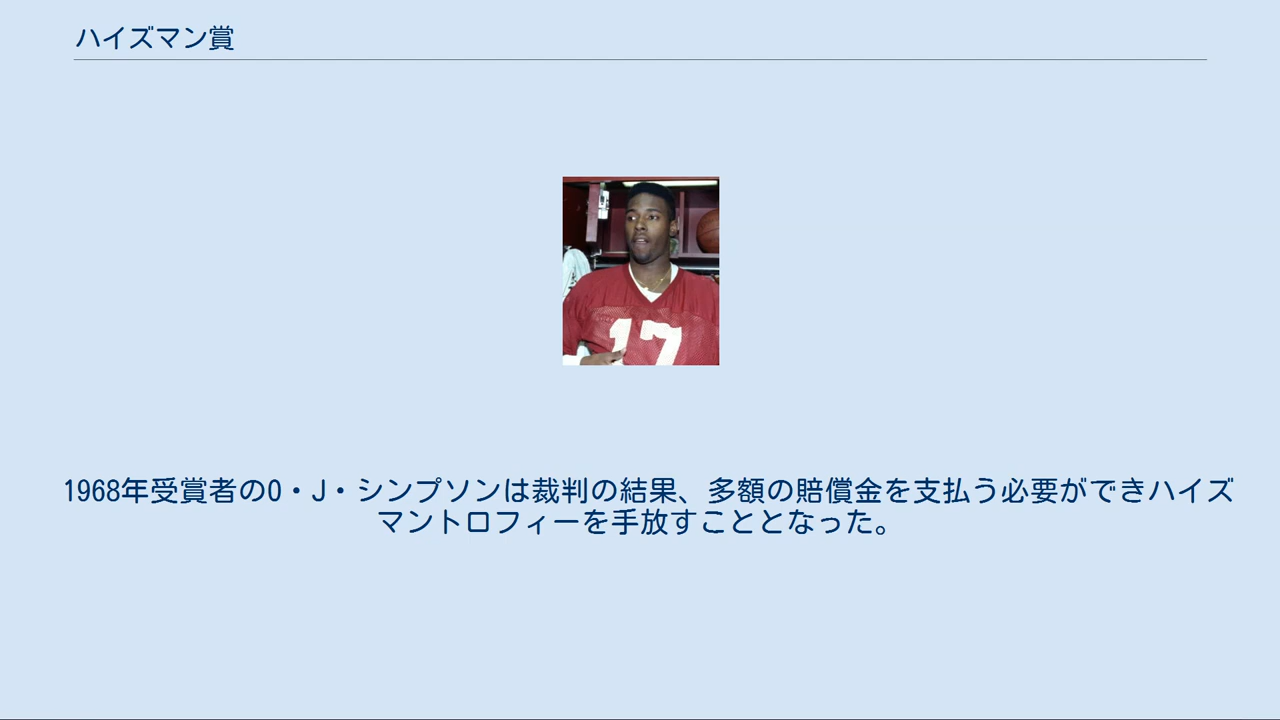 ハイズマン賞
17
1968年受賞者のO・J・シンプソンは裁判の結果、多額の賠償金を支払う必要ができハイズ
マントロフィーを手放すこととなった。